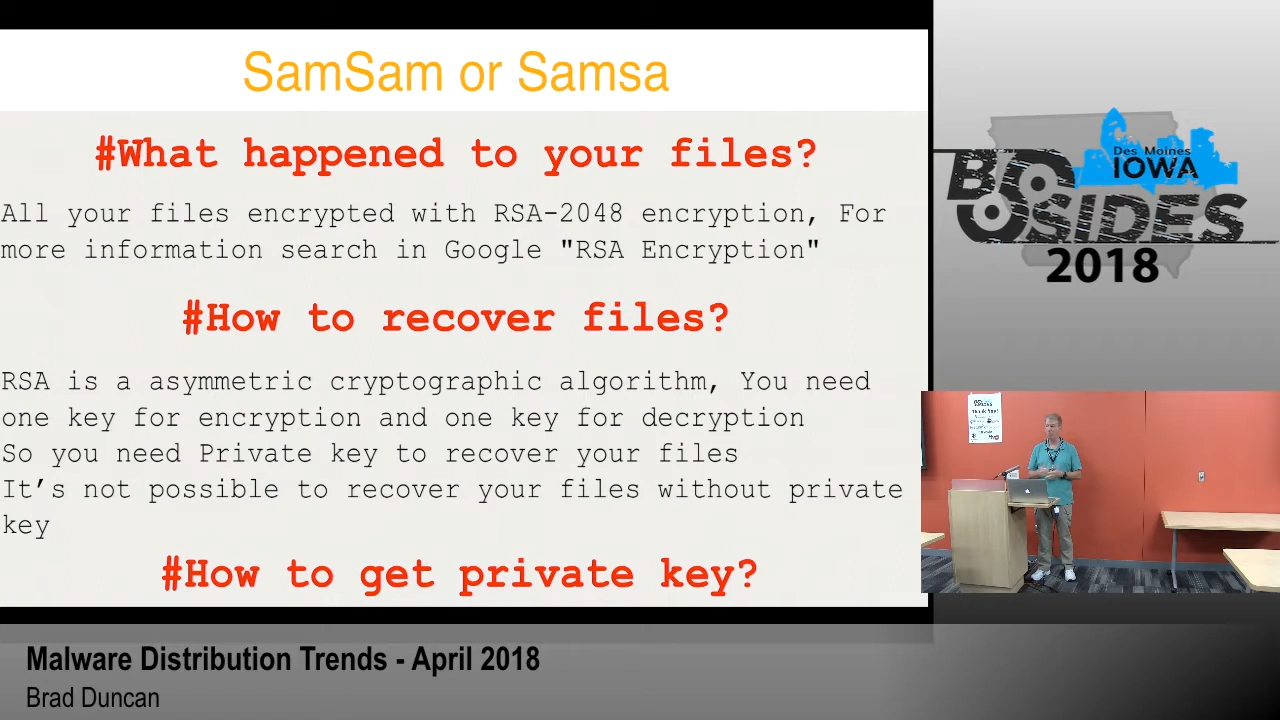 SamSam or Samsa
#What happened to your files?
All your files encrypted with RSA-2048 encryption, For
more information search in Google "RSA Encryption"
#How to recover files?
RSA is a asymmetric cryptographic algorithm, You need
one key for encryption and one key for decryption
So you need Private key to recover your files
It’s not possible to recover your files without private
key
#How to get private key?
Des Moines
IOWA
BSIDES
2018
Thank You!
Malware Distribution Trends - April 2018
Brad Duncan